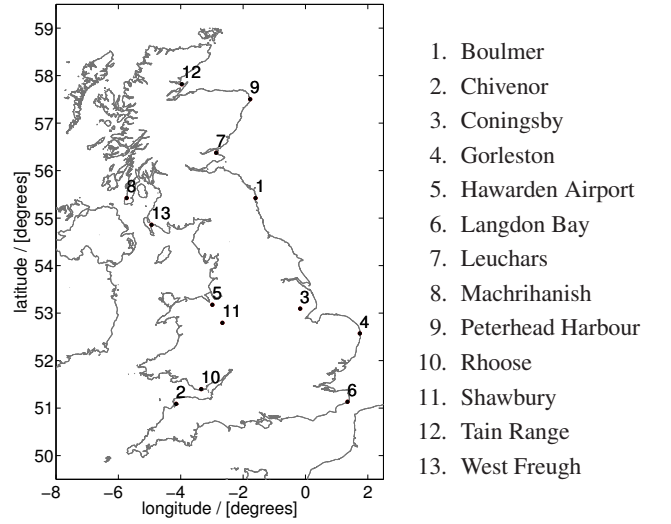 59
58
57
56
55
54
53
52
51
50
−8
−6
−4
−2
0
2
latitude / [degrees]
longitude / [degrees]
12
9
7
8
1
13
5
11
3
4
10
2
6
1. Boulmer
2. Chivenor
3. Coningsby
4. Gorleston
5. Hawarden Airport
6. Langdon Bay
7. Leuchars
8. Machrihanish
9. Peterhead Harbour
10. Rhoose
11. Shawbury
12. Tain Range
13. West Freugh